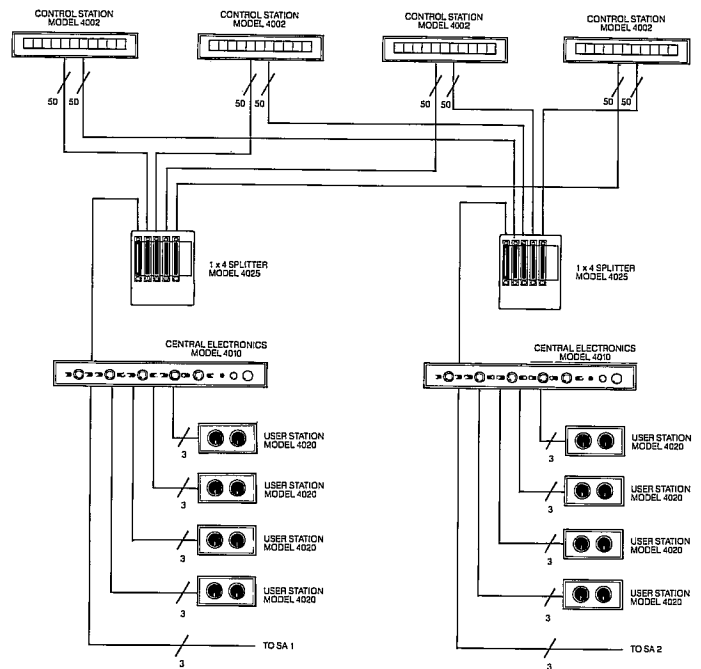 CONTROL STATION
MODEL 4002
CONTROL STATION
MODEL 4002
CONTROL STATION
MODEL 4002
CONTROL STATION
MODEL 4002
50 50
50 50
50 50
50 50
1 x 4 SPLITTER
MODEL 4025
1 x 4 SPLITTER
MODEL 4025
CENTRAL ELECTRONICS
MODEL 4010
CENTRAL ELECTRONICS
MODEL 4010
USER STATION
MODEL 4020
3
USER STATION
MODEL 4020
3
USER STATION
MODEL 4020
3
USER STATION
MODEL 4020
3
TO SA 1
3
USER STATION
MODEL 4020
3
USER STATION
MODEL 4020
3
USER STATION
MODEL 4020
3
USER STATION
MODEL 4020
3
TO SA 2
3